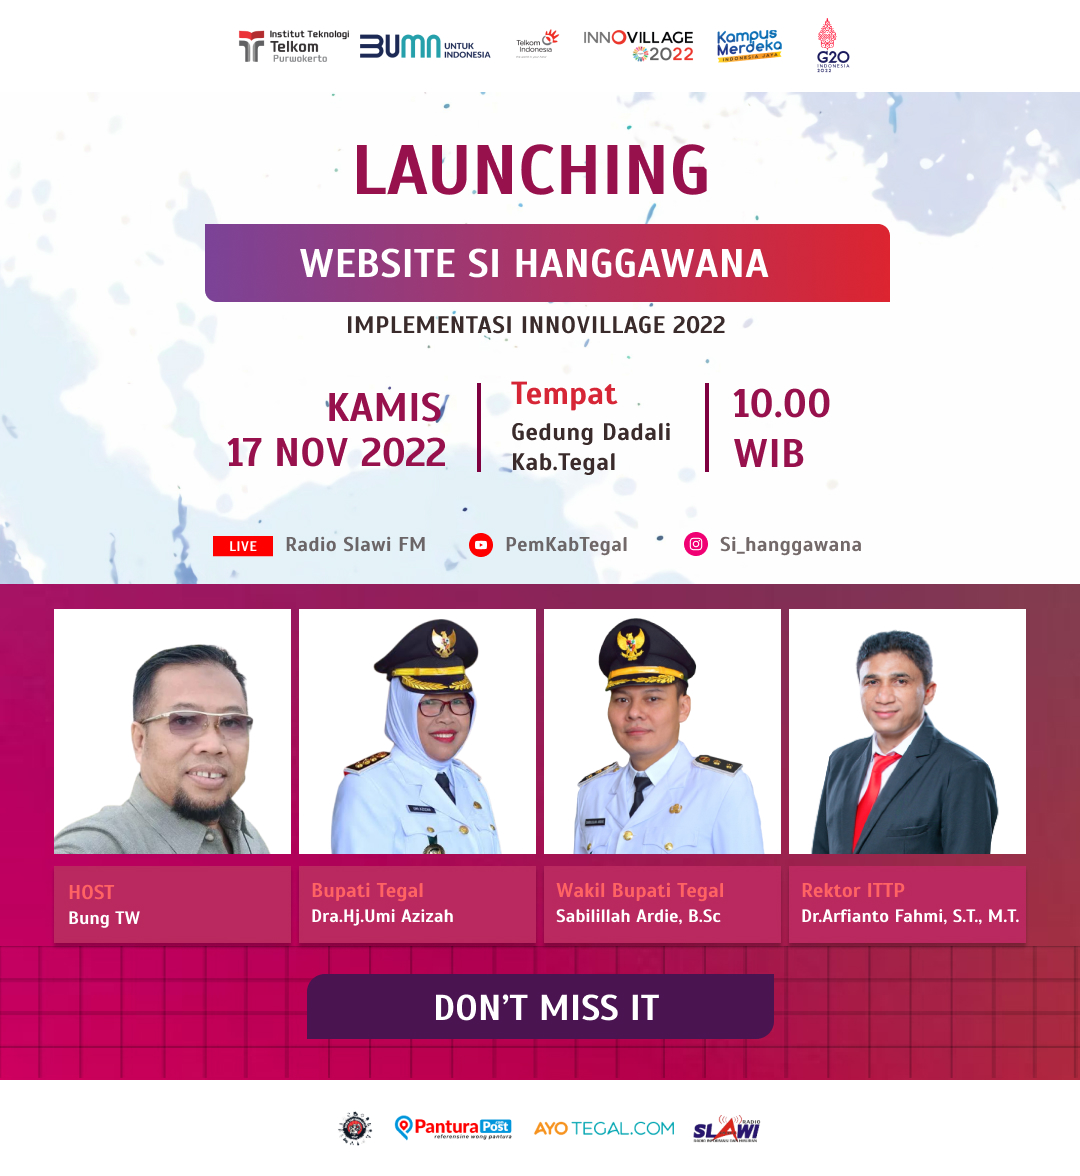 Institut Teknologi
Telkom
Purwokerto
BUMN UNTUK
INDONESIA
Telkom
Indonesia
INNOVILLAGE
2022
Kampus
Merdeka
INDONESIA JAYA
G20
INDONESIA
2022
LAUNCHING
WEBSITE SI HANGGAWANA
IMPLEMENTASI INNOVILLAGE 2022
KAMIS
17 NOV 2022
Tempat
Gedung Dadali
Kab.Tegal
10.00
WIB
LIVE Radio Slawi FM PemKabTegal Si_hanggawana
HOST
Bung TW
Bupati Tegal
Dra.Hj.Umi Azizah
Wakil Bupati Tegal
Sabilillah Ardie, B.Sc
Rektor ITTP
Dr.Arfianto Fahmi, S.T., M.T.
DON’T MISS IT
PanturaPost
referensine wong pantura
AYO TEGAL.COM
RADIO
SLAWI